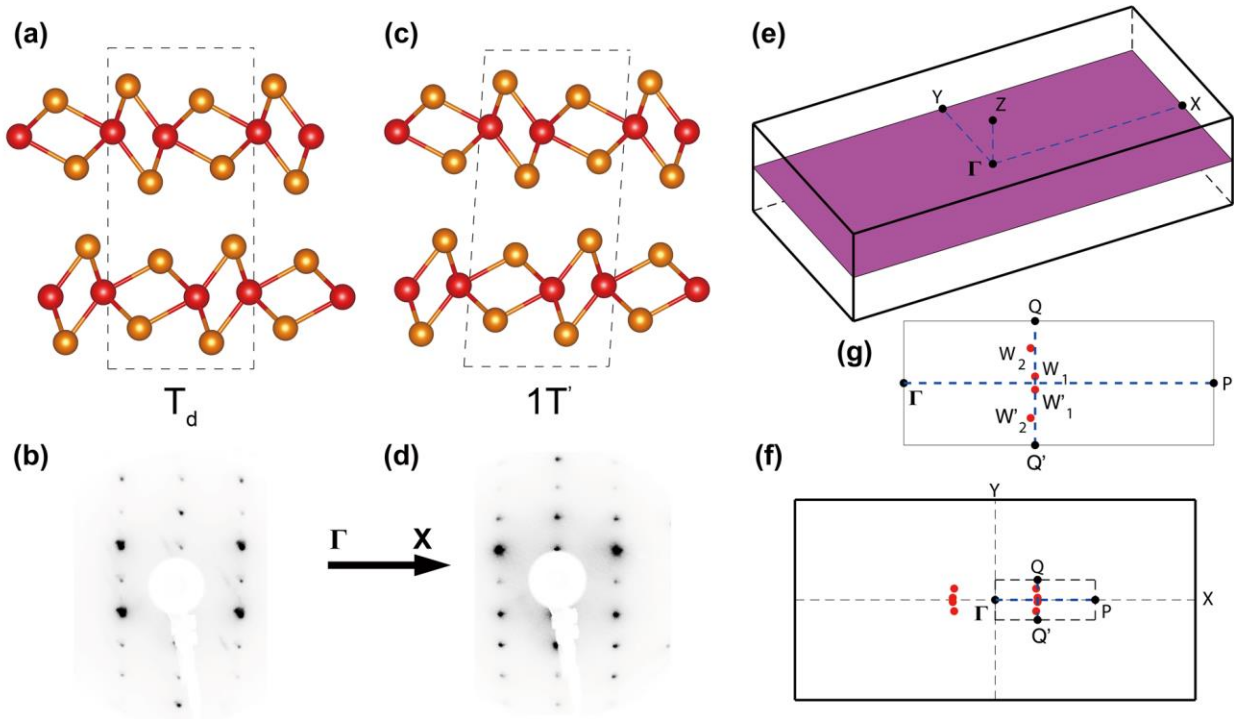 (a)
(c)
(e)
Y
Z
X
Γ
T_d
1T'
(g)
Q
W_2
W_1
Γ
P
W'_1
W'_2
Q'
(b)
(d)
(f)
Γ X
Y
Q
X
Γ
P
Q'